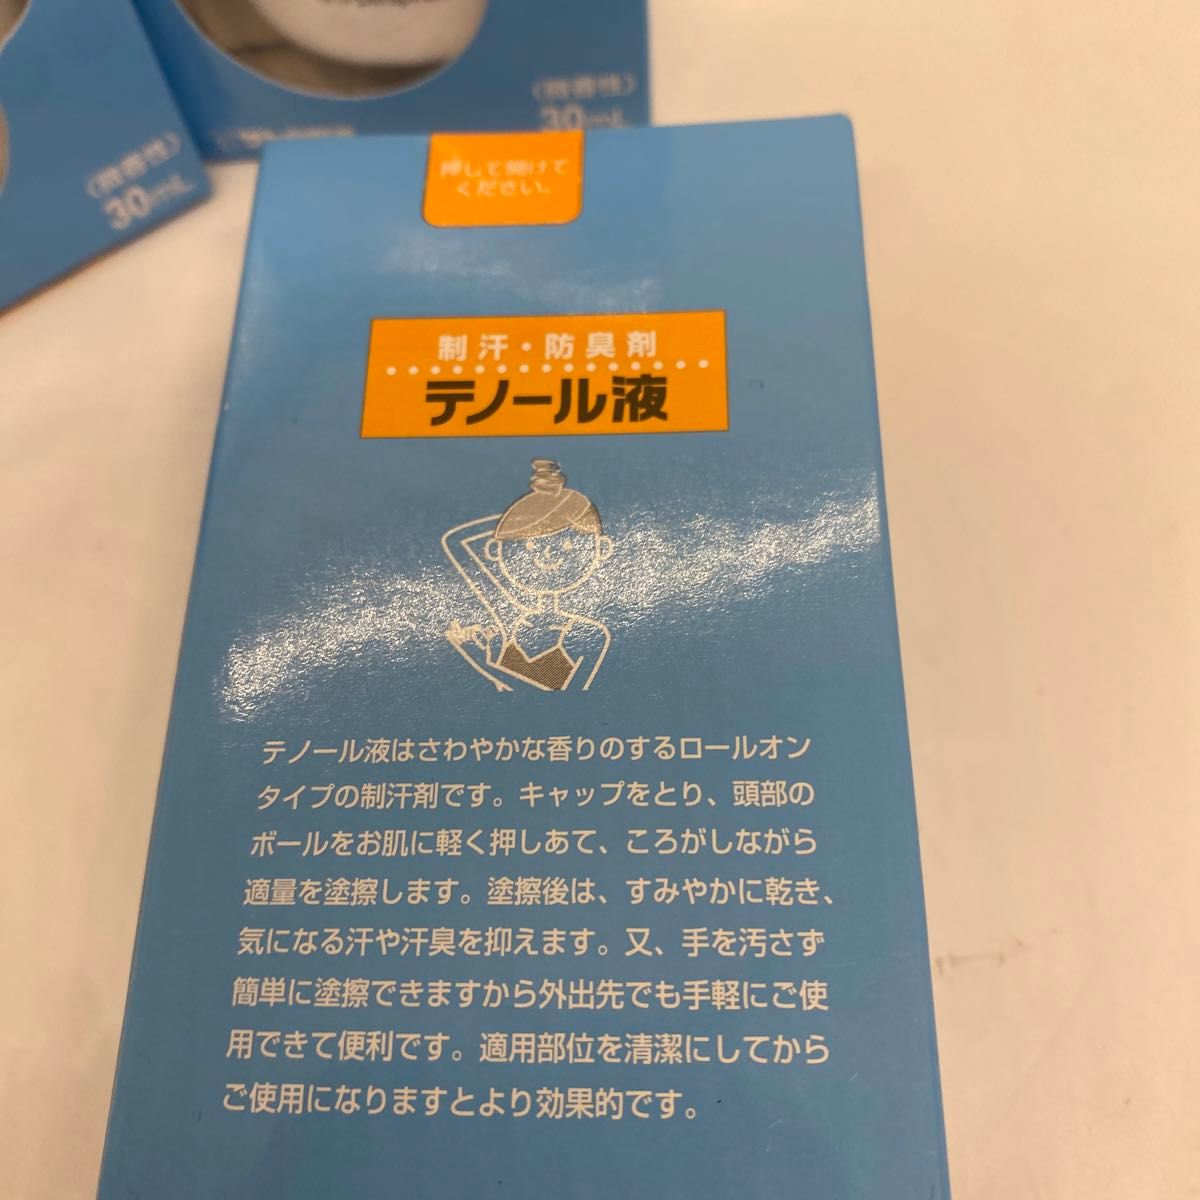 (微香性)
30mL
(微香性)
30mL
押して開けて
ください。
制汗・防臭剤
テノール液
テノール液はさわやかな香りのするロールオン
タイプの制汗剤です。キャップをとり、頭部の
ボールをお肌に軽く押しあて、ころがしながら
適量を塗擦します。塗擦後は、すみやかに乾き、
気になる汗や汗臭を抑えます。又、手を汚さず
簡単に塗擦できますから外出先でも手軽にご使
用できて便利です。適用部位を清潔にしてから
ご使用になりますとより効果的です。